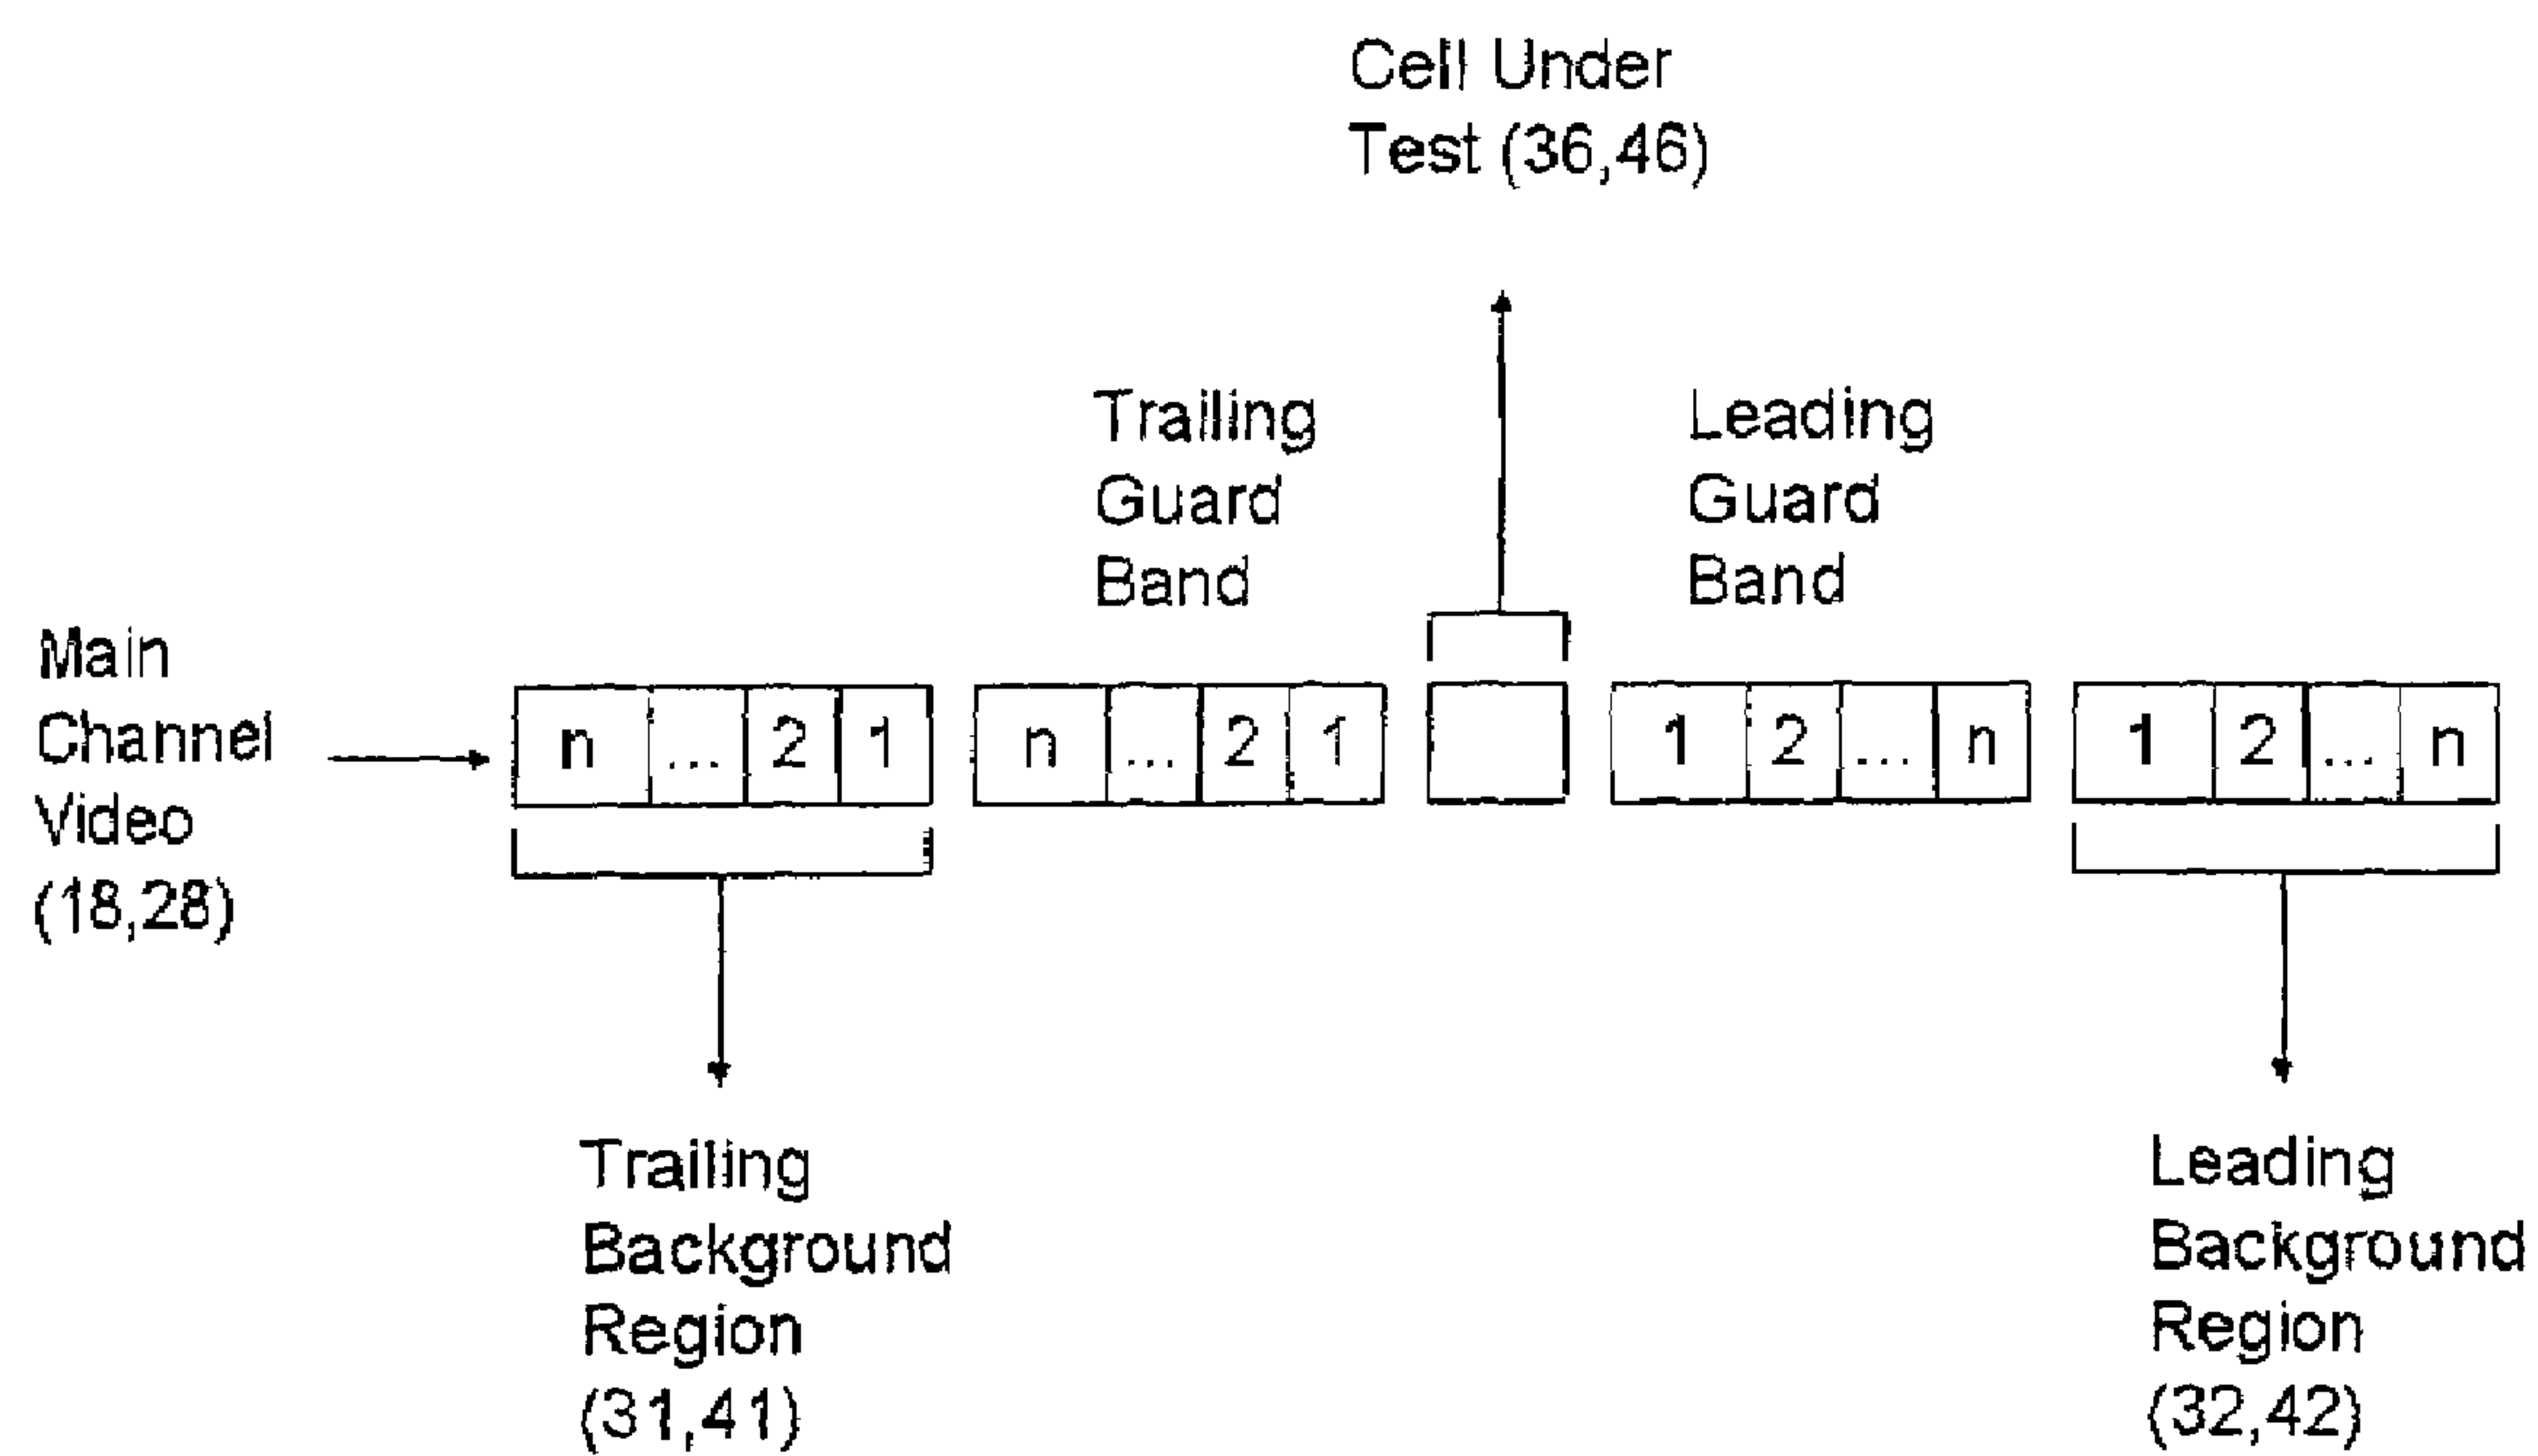 Cell Under
Test (36,46)
Trailing
Guard
Band
Leading
Guard
Band
Main
Channel
Video
(18,28)
n ... 2 1
n ... 2 1
1 2 ... n
1 2 ... n
Trailing
Background
Region
(31,41)
Leading
Background
Region
(32,42)